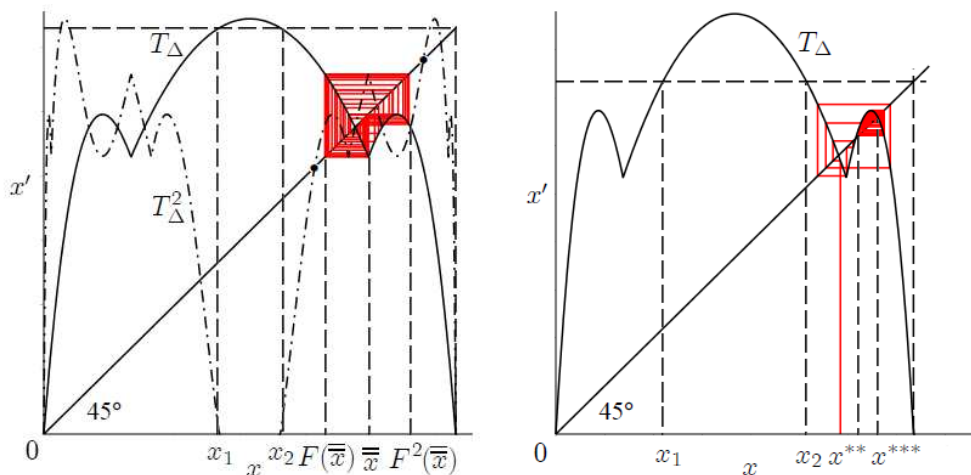 T_Δ
T_Δ
x′
T_Δ^2
x′
45°
45°
0
x_1 x_2 F(x̿) x̿ F^2(x̿)
x
0
x_1 x_2 x^{**} x^{***}
x